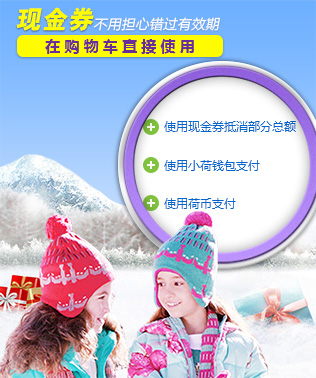 现金券不用担心错过有效期
在购物车直接使用
使用现金券抵消部分总额
使用小荷钱包支付
使用荷币支付